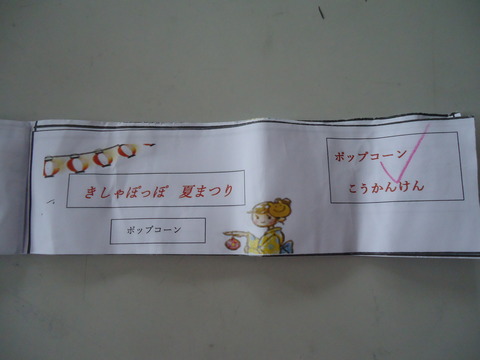 きしゃぽっぽ 夏まつり
ポップコーン
ポップコーン
こうかんけん